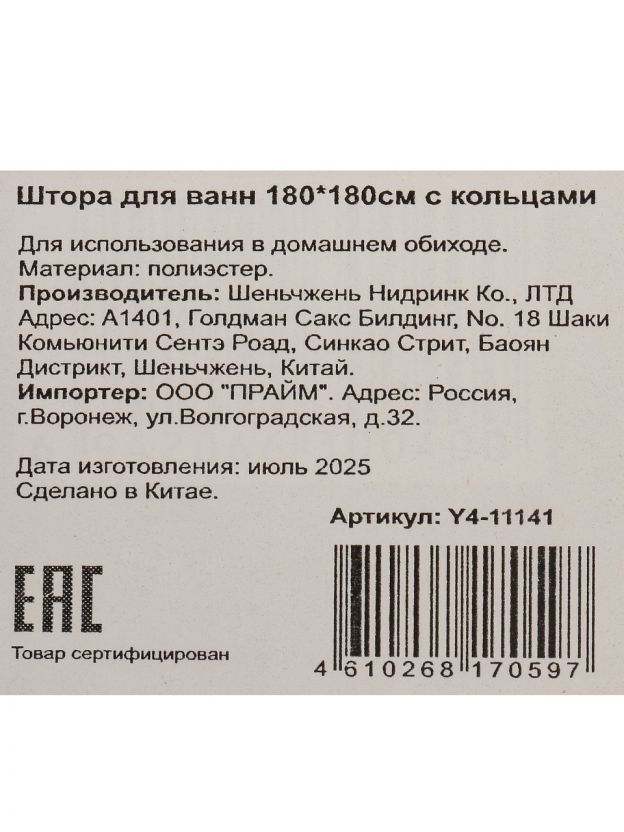 Штора для ванн 180*180см с кольцами
Для использования в домашнем обиходе.
Материал: полиэстер.
Производитель: Шеньчжень Нидринк Ко., ЛТД
Адрес: А1401, Голдман Сакс Билдинг, No. 18 Шаки
Комьюнити Сентэ Роад, Синкао Стрит, Баоян
Дистрикт, Шеньчжень, Китай.
Импортер: ООО "ПРАЙМ". Адрес: Россия,
г.Воронеж, ул.Волгоградская, д.32.
Дата изготовления: июль 2025
Сделано в Китае.
Артикул: Y4-11141
EAC
Товар сертифицирован
4 610268 170597